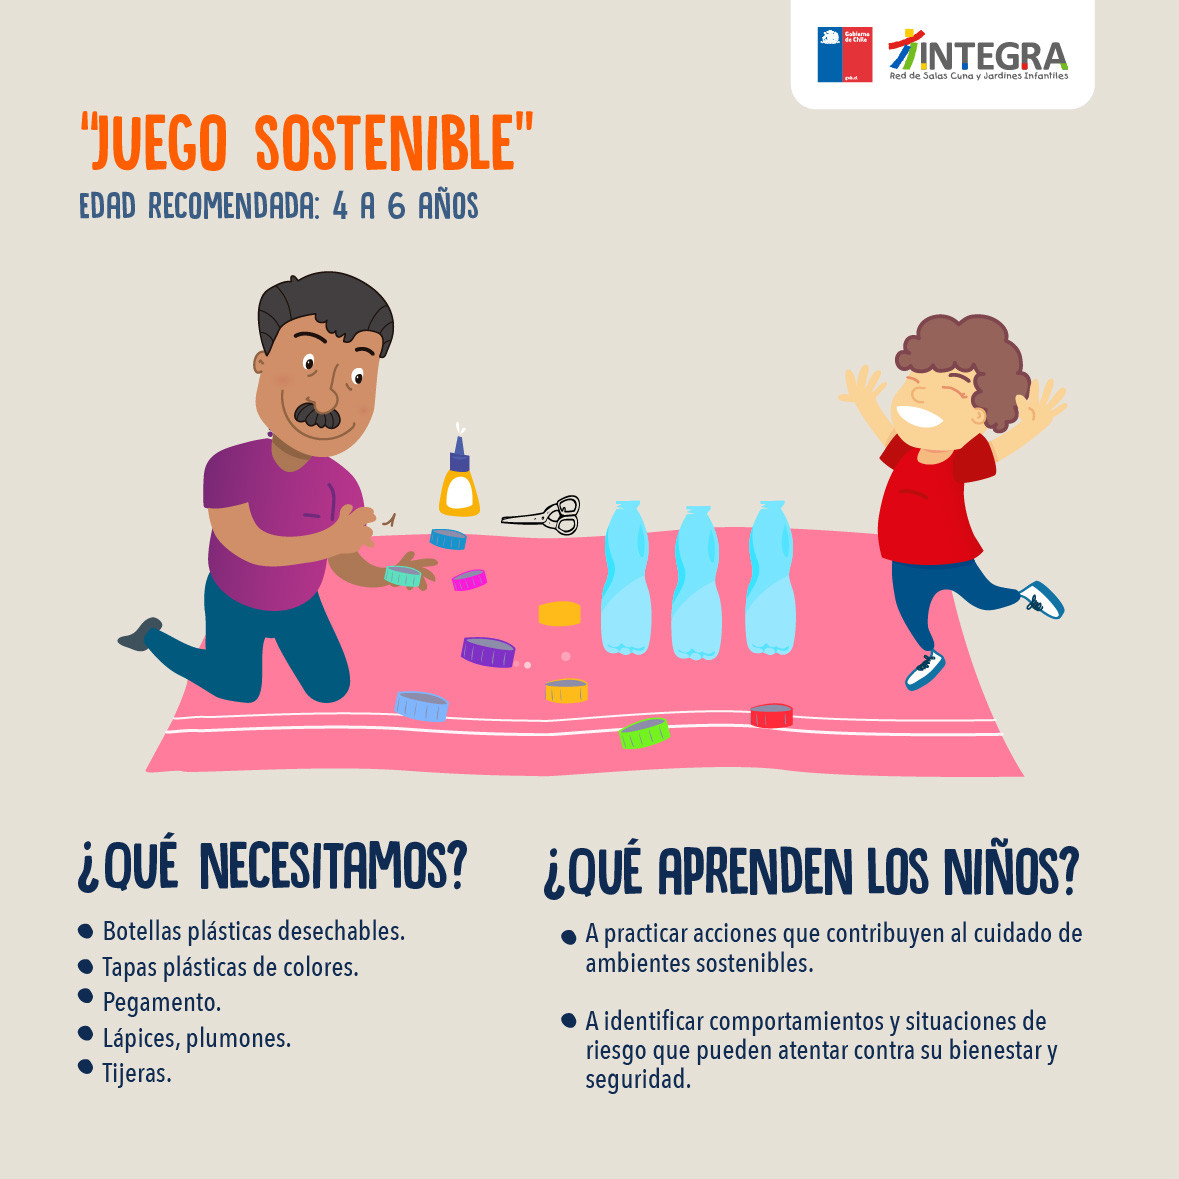 Gobierno
de Chile
gob.cl
INTEGRA
Red de Salas Cuna y Jardines Infantiles
"JUEGO SOSTENIBLE"
EDAD RECOMENDADA: 4 A 6 AÑOS
¿QUÉ NECESITAMOS?
Botellas plásticas desechables.
Tapas plásticas de colores.
Pegamento.
Lápices, plumones.
Tijeras.
¿QUÉ APRENDEN LOS NIÑOS?
A practicar acciones que contribuyen al cuidado de
ambientes sostenibles.
A identificar comportamientos y situaciones de
riesgo que pueden atentar contra su bienestar y
seguridad.